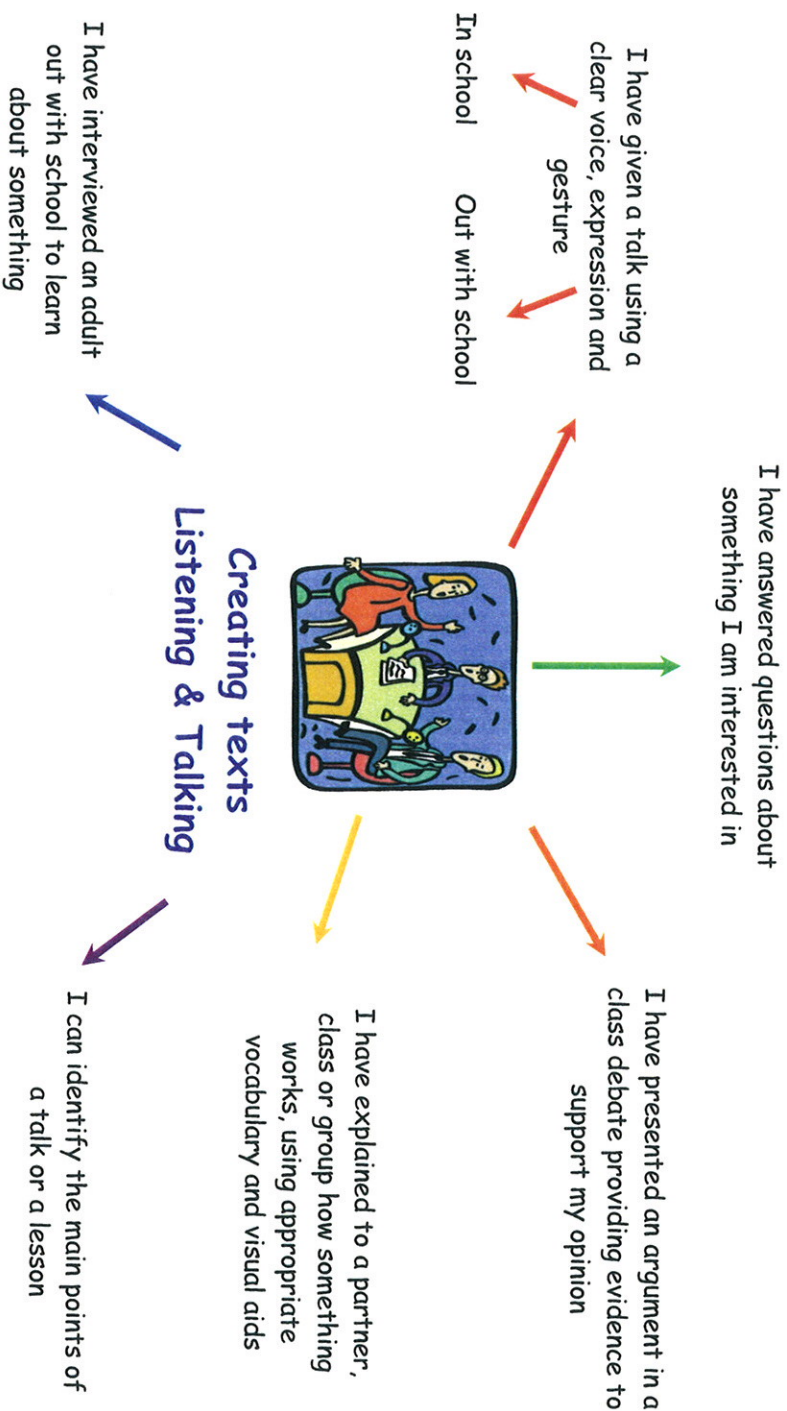 I have answered questions about
something I am interested in
I have given a talk using a
clear voice, expression and
gesture
In school
Out with school
I have presented an argument in a
class debate providing evidence to
support my opinion
Creating texts
Listening & Talking
I have explained to a partner,
class or group how something
works, using appropriate
vocabulary and visual aids
I have interviewed an adult
out with school to learn
about something
I can identify the main points of
a talk or a lesson